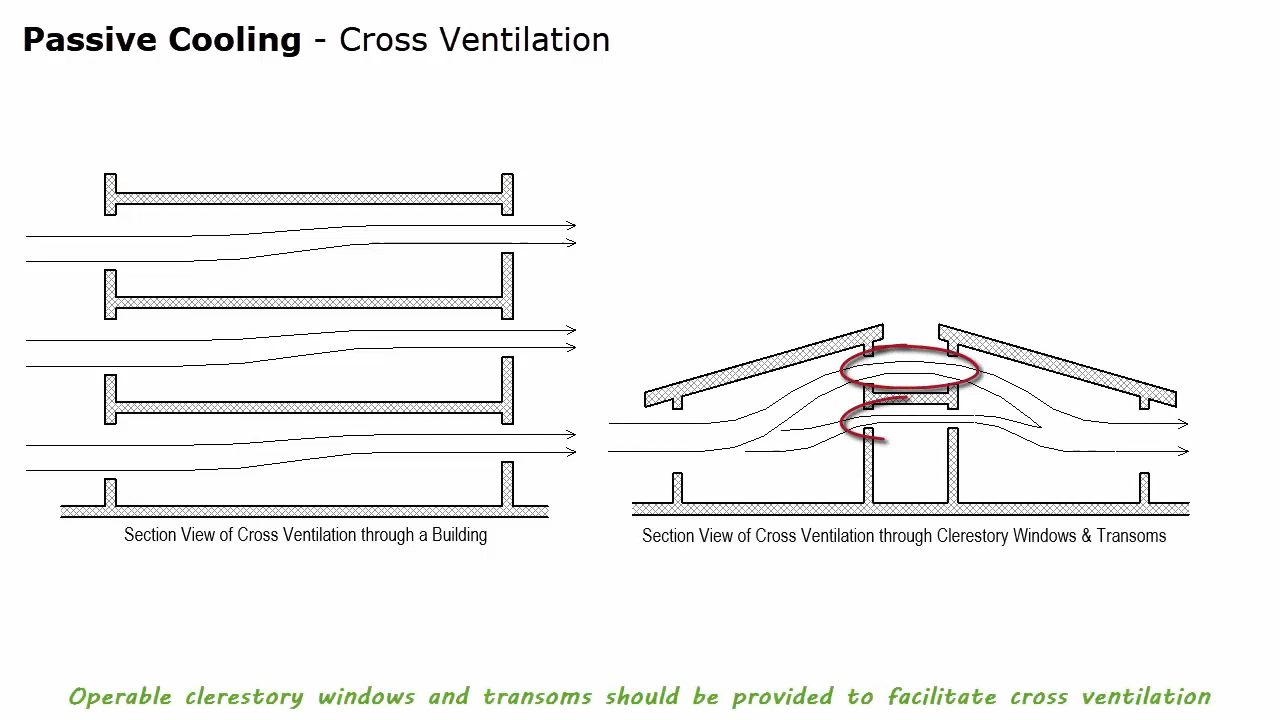 Passive Cooling - Cross Ventilation
Section View of Cross Ventilation through a Building
Section View of Cross Ventilation through Clerestory Windows & Transoms
Operable clerestory windows and transoms should be provided to facilitate cross ventilation